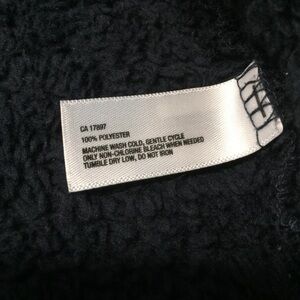 CA 17897
100% POLYESTER
MACHINE WASH COLD, GENTLE CYCLE
ONLY NON-CHLORINE BLEACH WHEN NEEDED
TUMBLE DRY LOW, DO NOT IRON